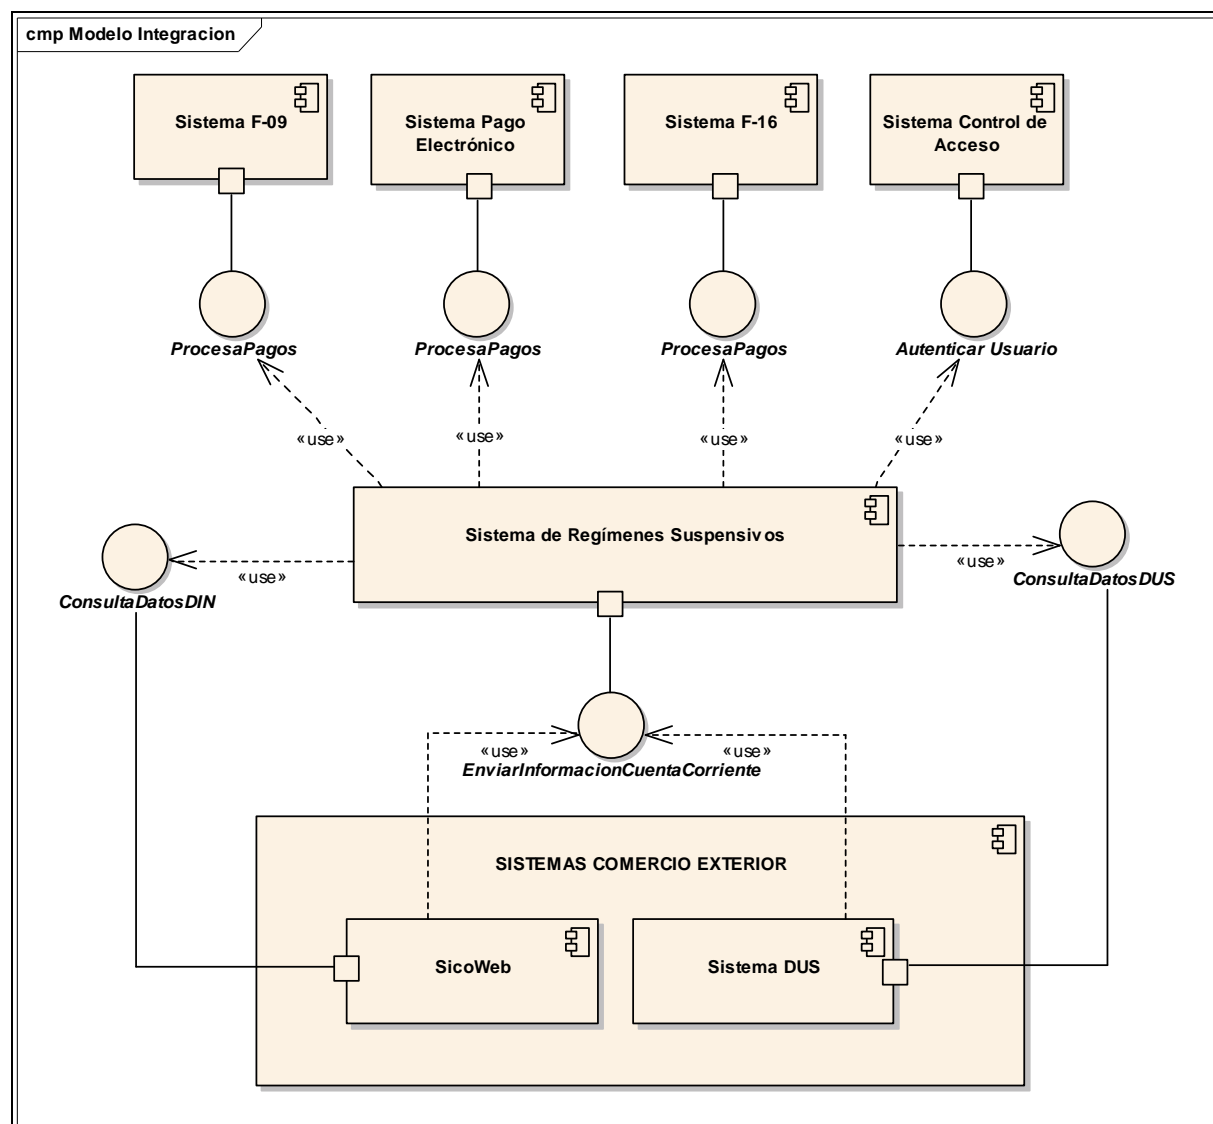 cmp Modelo Integracion
Sistema F-09
Sistema Pago
Electrónico
Sistema F-16
Sistema Control de
Acceso
ProcesaPagos
ProcesaPagos
ProcesaPagos
Autenticar Usuario
«use»
«use»
«use»
«use»
Sistema de Regímenes Suspensivos
«use»
«use»
ConsultaDatosDIN
ConsultaDatosDUS
«use»
«use»
EnviarInformacionCuentaCorriente
SISTEMAS COMERCIO EXTERIOR
SicoWeb
Sistema DUS